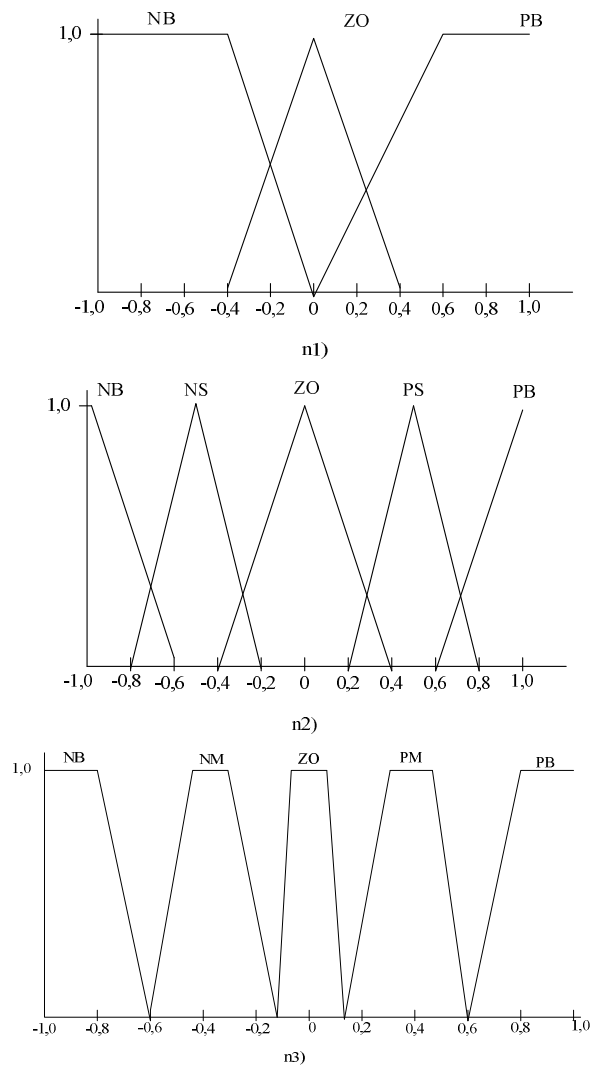 NB ZO PB
1,0
-1,0 -0,8 -0,6 -0,4 -0,2 0 0,2 0,4 0,6 0,8 1,0
n1)
NB NS ZO PS PB
1,0
-1,0 -0,8 -0,6 -0,4 -0,2 0 0,2 0,4 0,6 0,8 1,0
n2)
NB NM ZO PM PB
1,0
-1,0 -0,8 -0,6 -0,4 -0,2 0 0,2 0,4 0,6 0,8 1,0
n3)